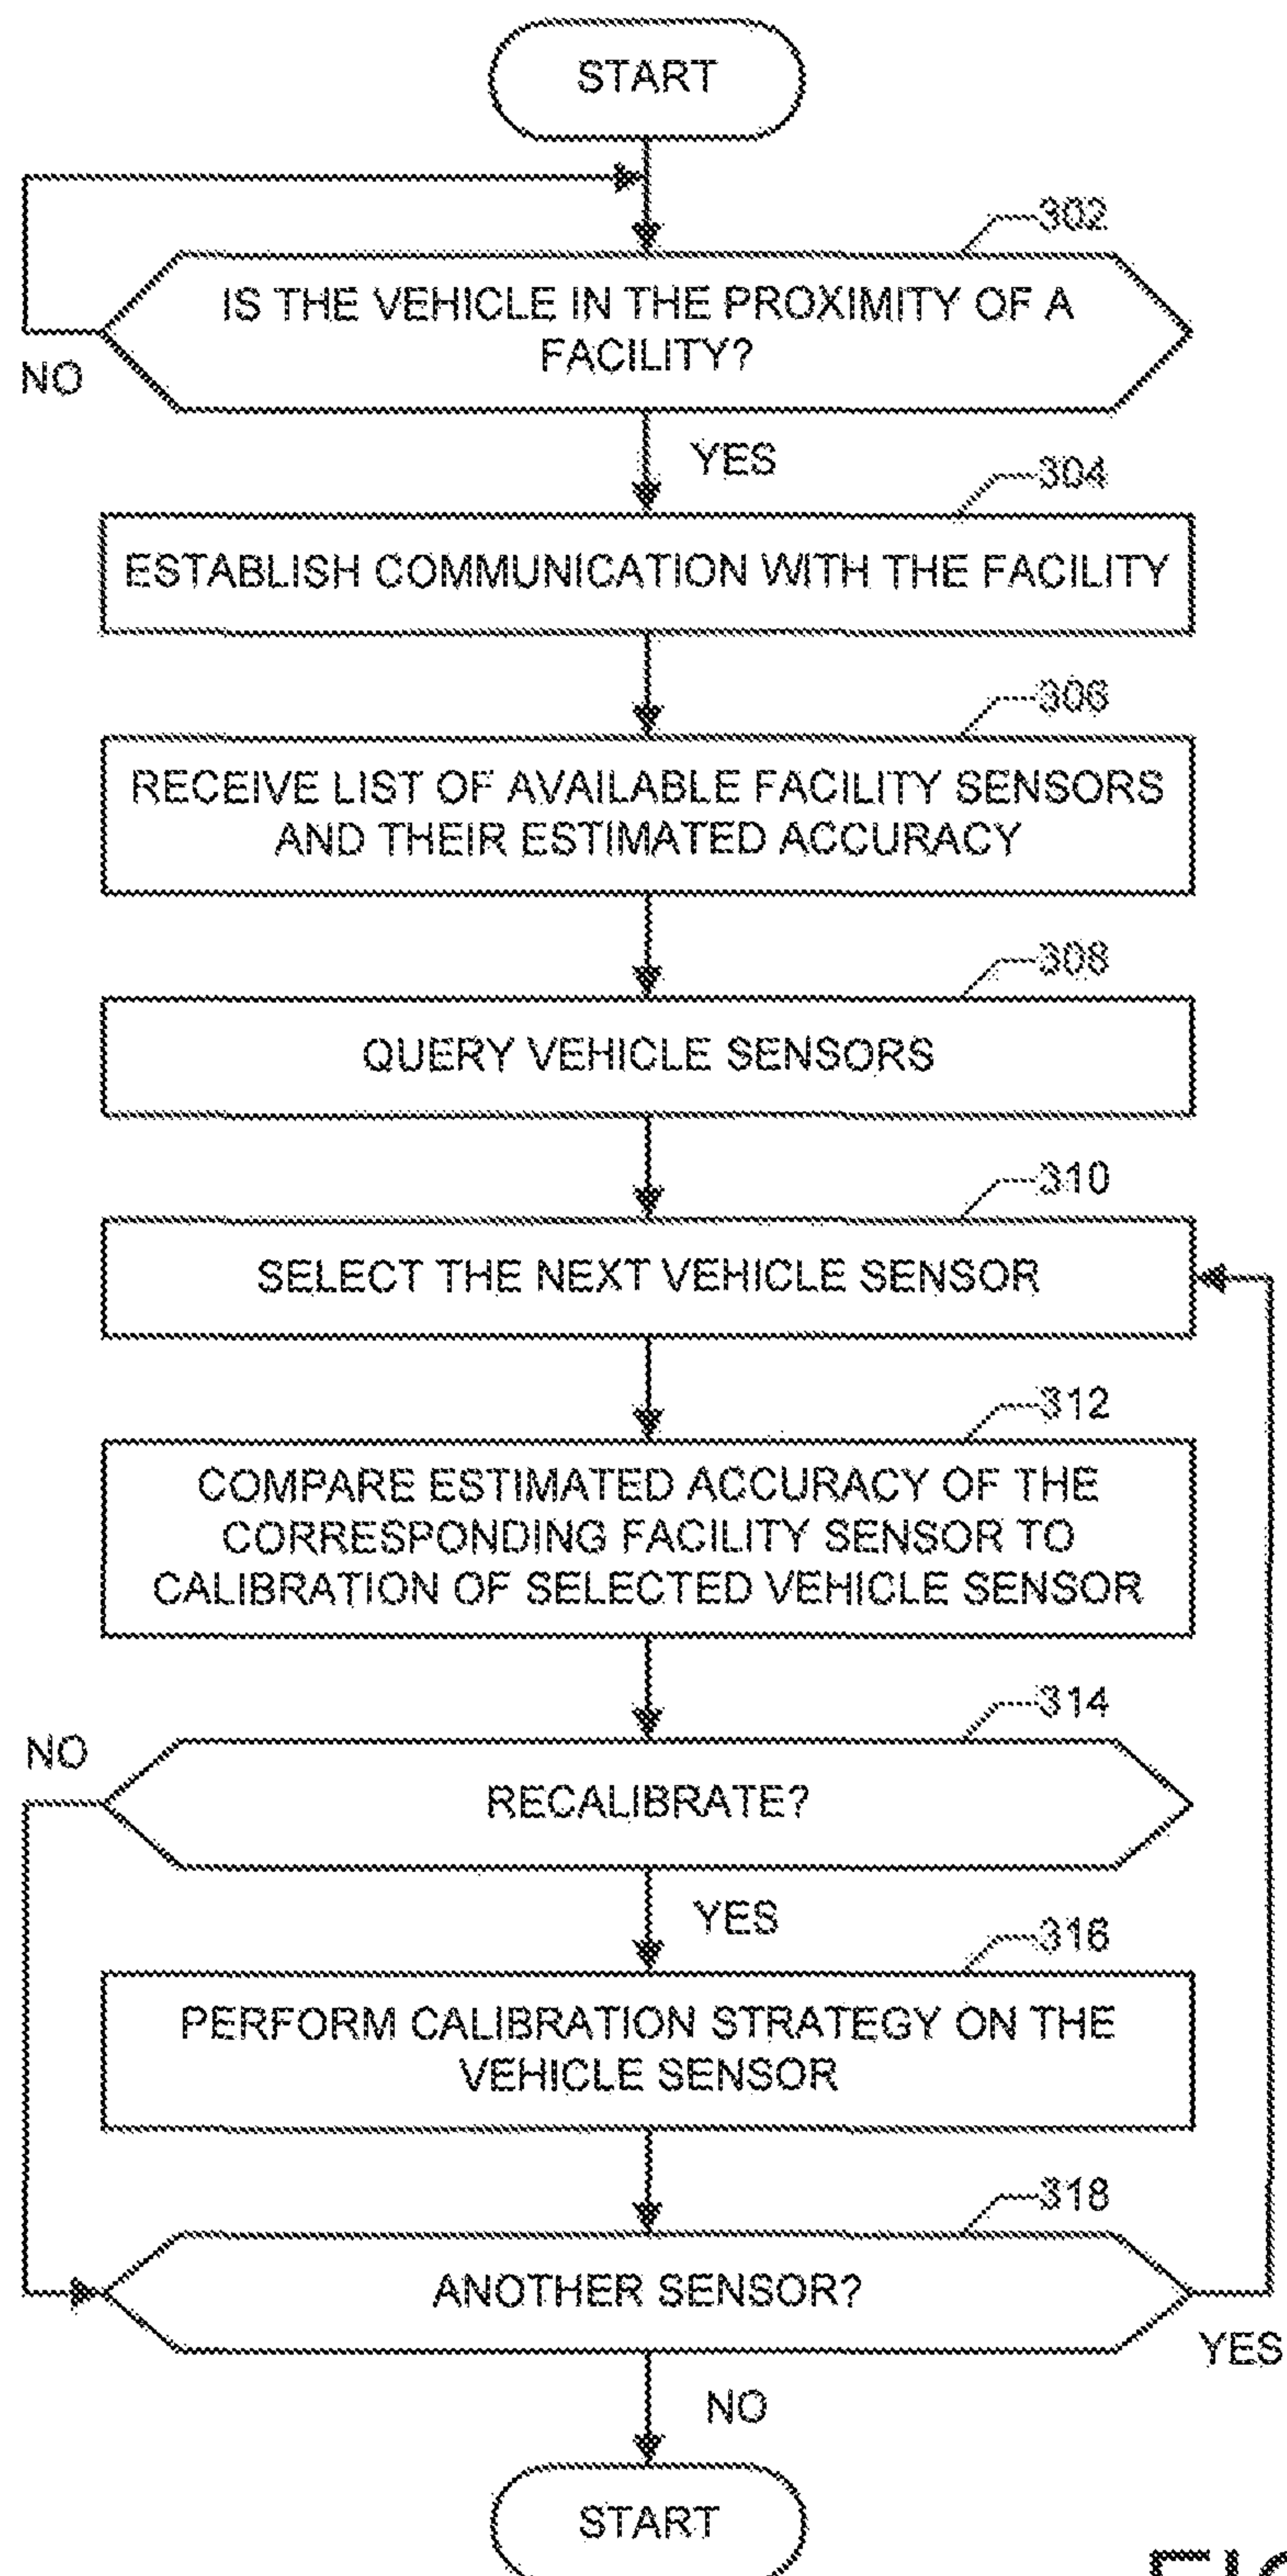 START
302
IS THE VEHICLE IN THE PROXIMITY OF A
FACILITY?
NO
YES
304
ESTABLISH COMMUNICATION WITH THE FACILITY
306
RECEIVE LIST OF AVAILABLE FACILITY SENSORS
AND THEIR ESTIMATED ACCURACY
308
QUERY VEHICLE SENSORS
310
SELECT THE NEXT VEHICLE SENSOR
312
COMPARE ESTIMATED ACCURACY OF THE
CORRESPONDING FACILITY SENSOR TO
CALIBRATION OF SELECTED VEHICLE SENSOR
314
NO
RECALIBRATE?
YES
316
PERFORM CALIBRATION STRATEGY ON THE
VEHICLE SENSOR
318
ANOTHER SENSOR?
YES
NO
START